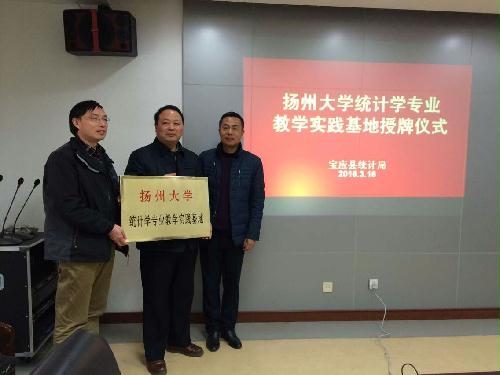 扬州大学统计学专业
教学实践基地授牌仪式
宝应县统计局
2016.3.16
扬州大学
统计学专业教学实践基地